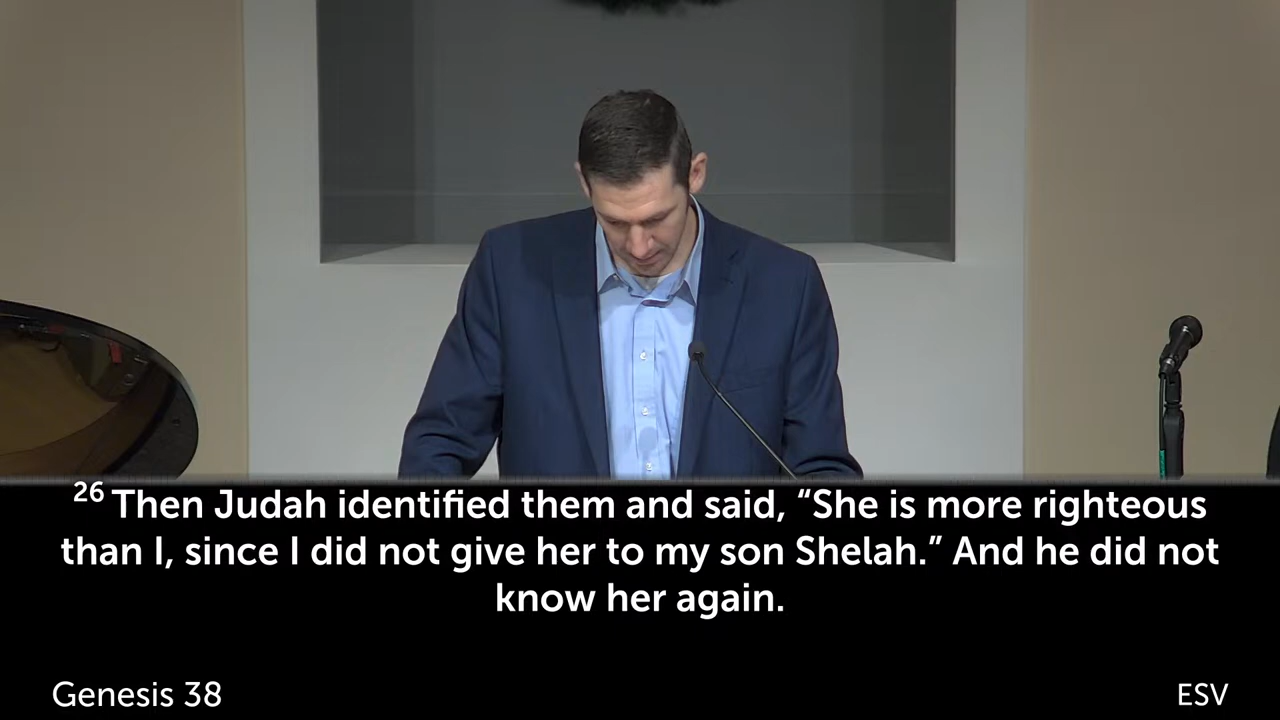 26 Then Judah identified them and said, “She is more righteous
than I, since I did not give her to my son Shelah.” And he did not
know her again.
Genesis 38
ESV